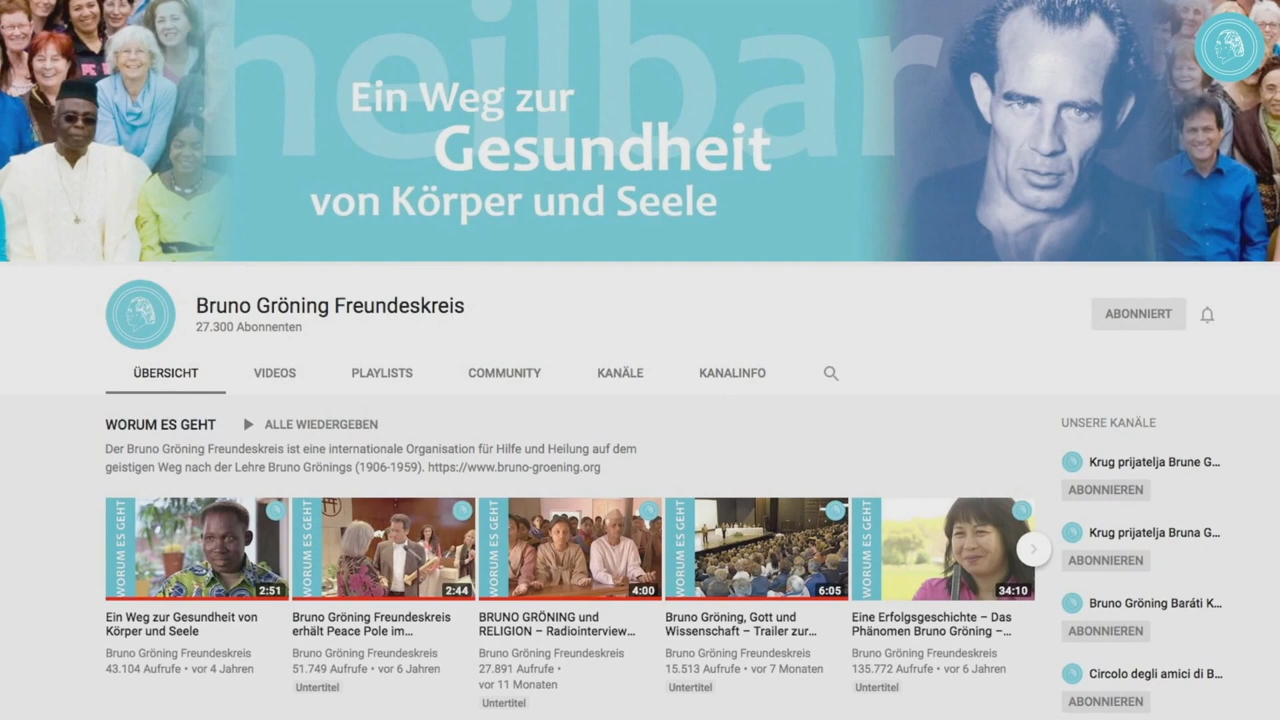 heilbar
Ein Weg zur
Gesundheit
von Körper und Seele
Bruno Gröning Freundeskreis
27.300 Abonnenten
ABONNIERT
ÜBERSICHT VIDEOS PLAYLISTS COMMUNITY KANÄLE KANALINFO
WORUM ES GEHT ALLE WIEDERGEBEN
Der Bruno Gröning Freundeskreis ist eine internationale Organisation für Hilfe und Heilung auf dem
geistigen Weg nach der Lehre Bruno Grönings (1906-1959). https://www.bruno-groening.org
WORUM ES GEHT
2:51
Ein Weg zur Gesundheit von
Körper und Seele
Bruno Gröning Freundeskreis
43.104 Aufrufe • vor 4 Jahren
WORUM ES GEHT
2:44
Bruno Gröning Freundeskreis
erhält Peace Pole im...
Bruno Gröning Freundeskreis
51.749 Aufrufe • vor 6 Jahren
Untertitel
WORUM ES GEHT
4:00
BRUNO GRÖNING und
RELIGION – Radiointerview...
Bruno Gröning Freundeskreis
27.891 Aufrufe •
vor 11 Monaten
Untertitel
WORUM ES GEHT
6:05
Bruno Gröning, Gott und
Wissenschaft – Trailer zur...
Bruno Gröning Freundeskreis
15.513 Aufrufe • vor 7 Monaten
Untertitel
WORUM ES GEHT
34:10
Eine Erfolgsgeschichte – Das
Phänomen Bruno Gröning –...
Bruno Gröning Freundeskreis
135.772 Aufrufe • vor 6 Jahren
Untertitel
UNSERE KANÄLE
Krug prijatelja Brune G...
ABONNIEREN
Krug prijatelja Bruna G...
ABONNIEREN
Bruno Gröning Baráti K...
ABONNIEREN
Circolo degli amici di B...
ABONNIEREN